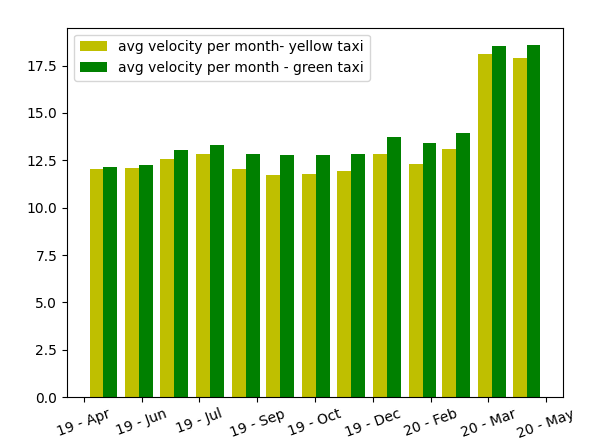 avg velocity per month- yellow taxi
avg velocity per month - green taxi
17.5
15.0
12.5
10.0
7.5
5.0
2.5
0.0
19 - Apr
19 - Jun
19 - Jul
19 - Sep
19 - Oct
19 - Dec
20 - Feb
20 - Mar
20 - May